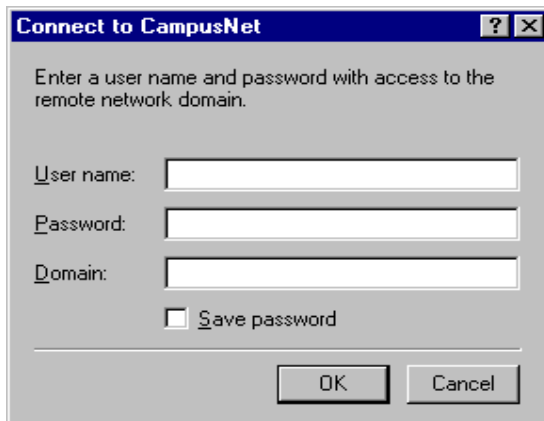 Connect to CampusNet
Enter a user name and password with access to the
remote network domain.
User name:
Password:
Domain:
Save password
OK Cancel